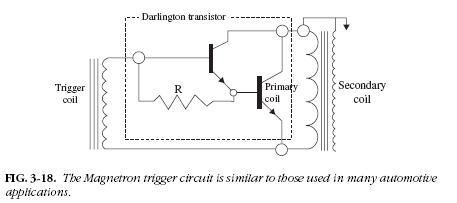 Darlington transistor
Trigger
coil
R
Primary
coil
Secondary
coil
FIG. 3-18. The Magnetron trigger circuit is similar to those used in many automotive
applications.